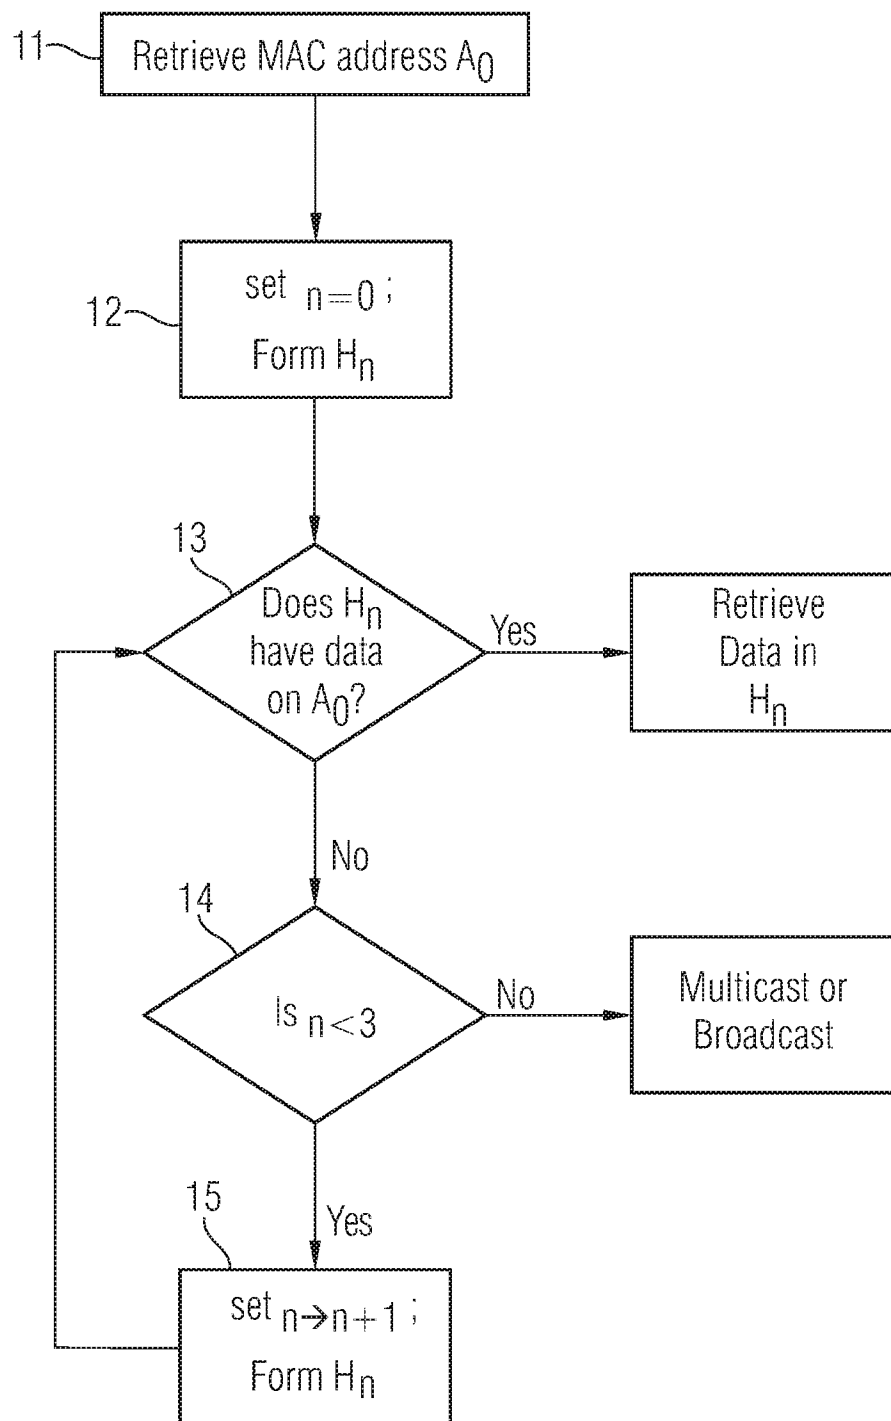 11
Retrieve MAC address A0
12
set n=0 ;
Form Hn
13
Does Hn
have data
on A0?
Yes
Retrieve
Data in
Hn
No
14
Is n<3
No
Multicast or
Broadcast
15
Yes
set n→n+1 ;
Form Hn